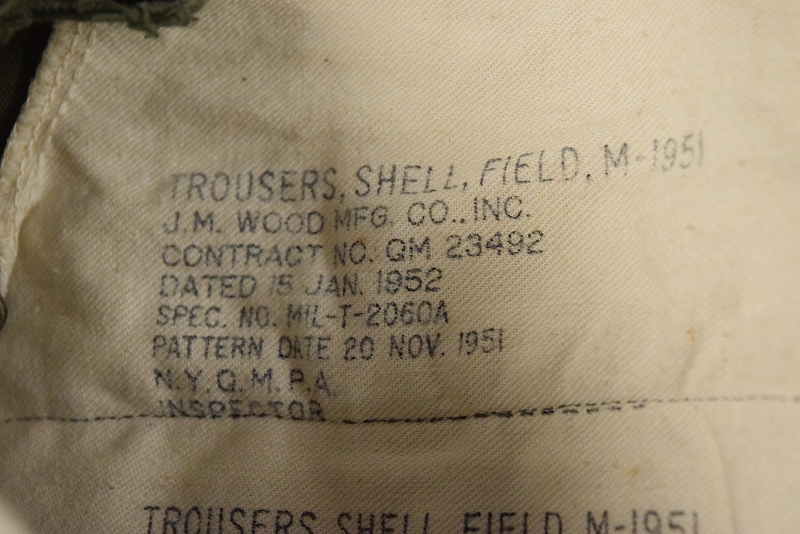 TROUSERS, SHELL, FIELD, M-1951
J.M. WOOD MFG. CO., INC.
CONTRACT NO. QM 23492
DATED 15 JAN. 1952
SPEC. NO. MIL-T-2060A
PATTERN DATE 20 NOV. 1951
N.Y.Q.M.P.A.
INSPECTOR
TROUSERS, SHELL, FIELD, M-1951